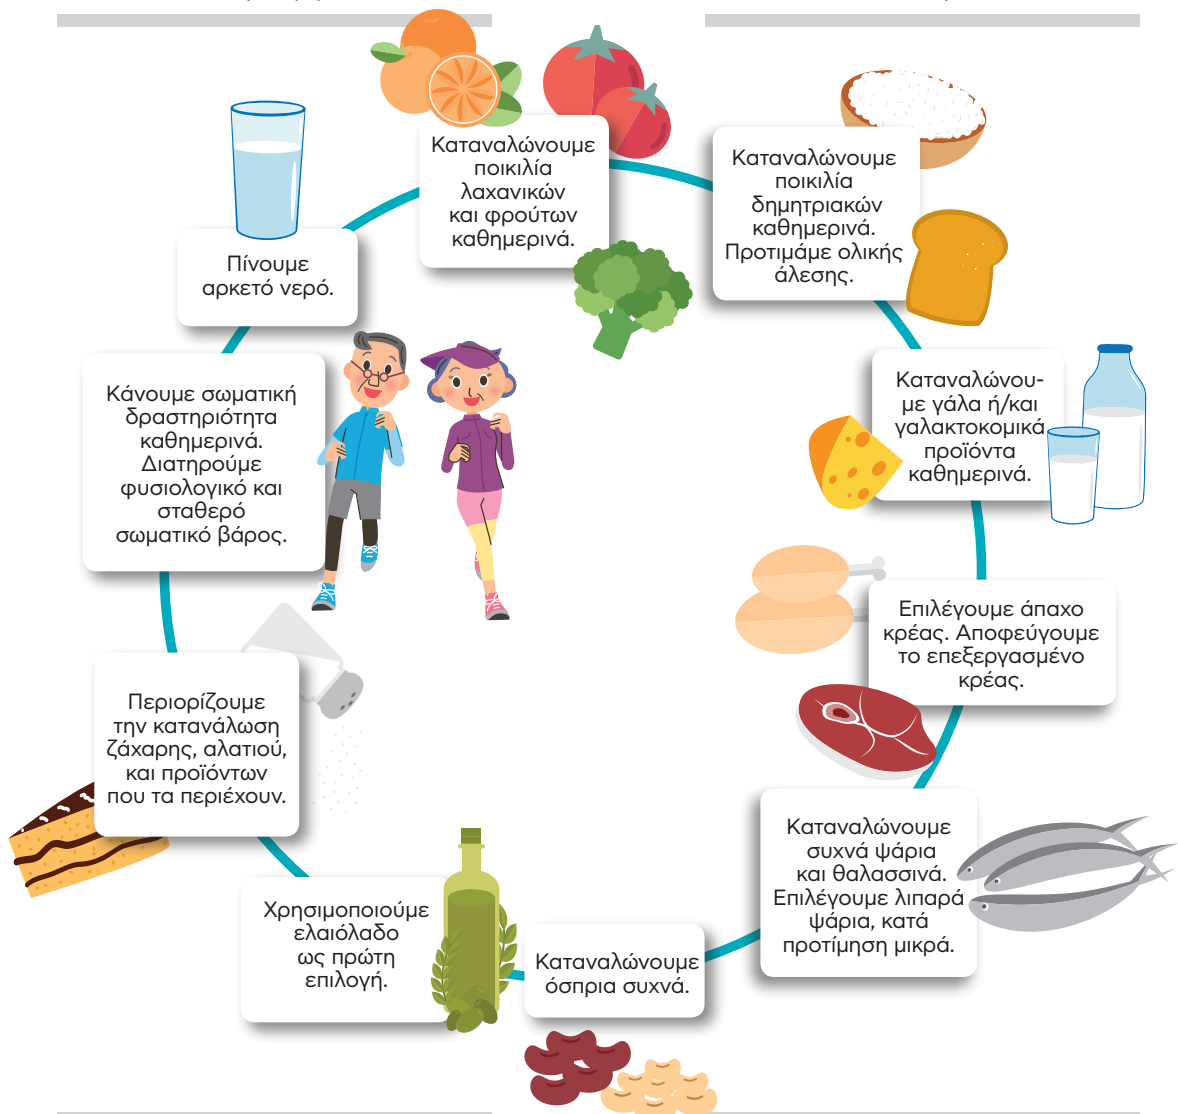 Καταναλώνουμε
ποικιλία
λαχανικών
και φρούτων
καθημερινά.
Καταναλώνουμε
ποικιλία
δημητριακών
καθημερινά.
Προτιμάμε ολικής
άλεσης.
Καταναλώνου-
με γάλα ή/και
γαλακτοκομικά
προϊόντα
καθημερινά.
Επιλέγουμε άπαχο
κρέας. Αποφεύγουμε
το επεξεργασμένο
κρέας.
Καταναλώνουμε
συχνά ψάρια
και θαλασσινά.
Επιλέγουμε λιπαρά
ψάρια, κατά
προτίμηση μικρά.
Καταναλώνουμε
όσπρια συχνά.
Χρησιμοποιούμε
ελαιόλαδο
ως πρώτη
επιλογή.
Περιορίζουμε
την κατανάλωση
ζάχαρης, αλατιού,
και προϊόντων
που τα περιέχουν.
Κάνουμε σωματική
δραστηριότητα
καθημερινά.
Διατηρούμε
φυσιολογικό και
σταθερό
σωματικό βάρος.
Πίνουμε
αρκετό νερό.